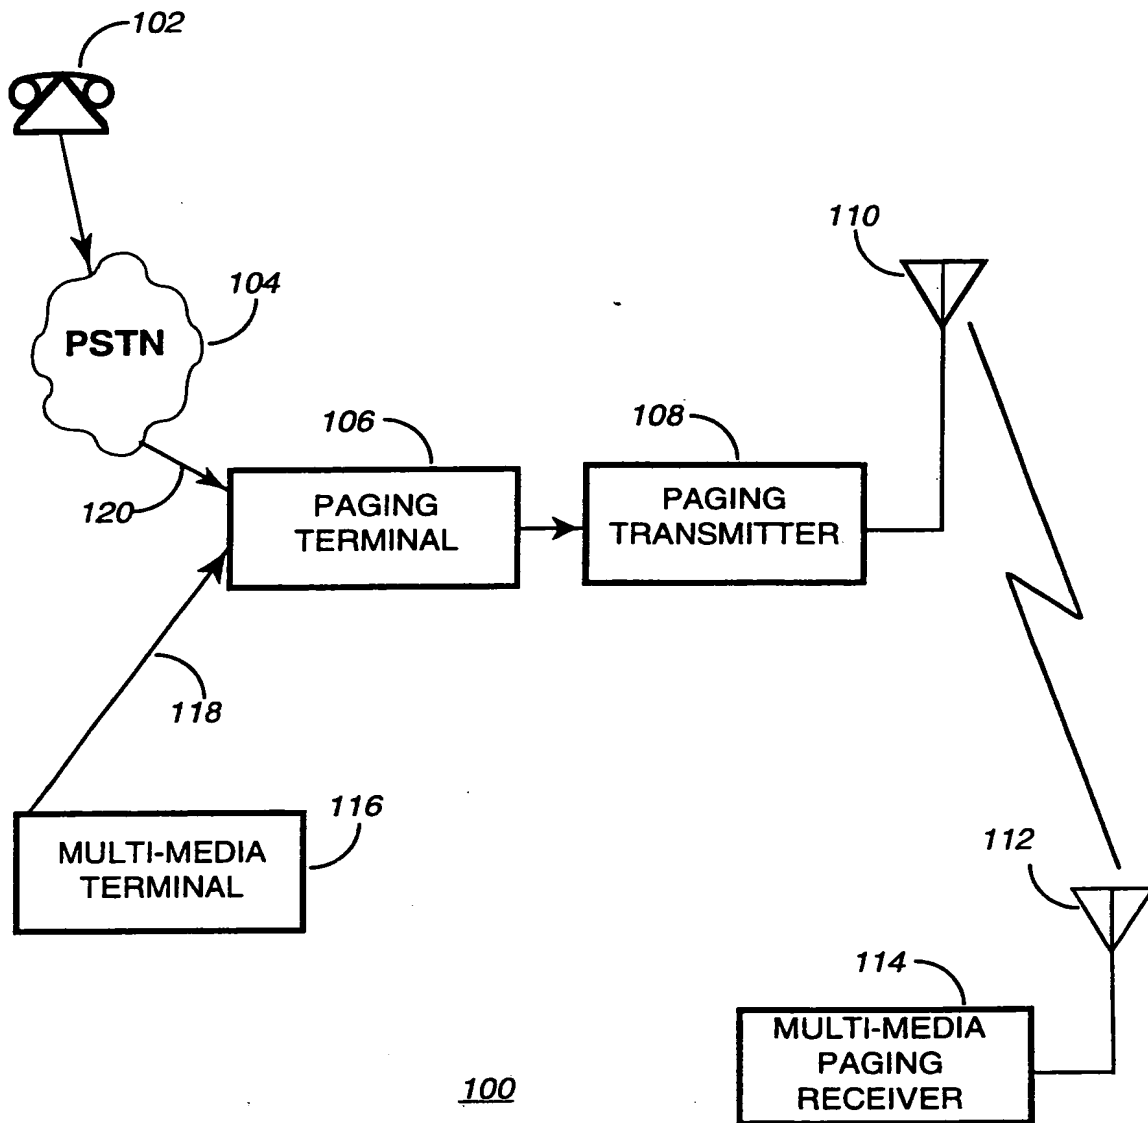 102
110
104
PSTN
106
108
120
PAGING
TERMINAL
PAGING
TRANSMITTER
118
116
MULTI-MEDIA
TERMINAL
112
114
MULTI-MEDIA
PAGING
RECEIVER
100